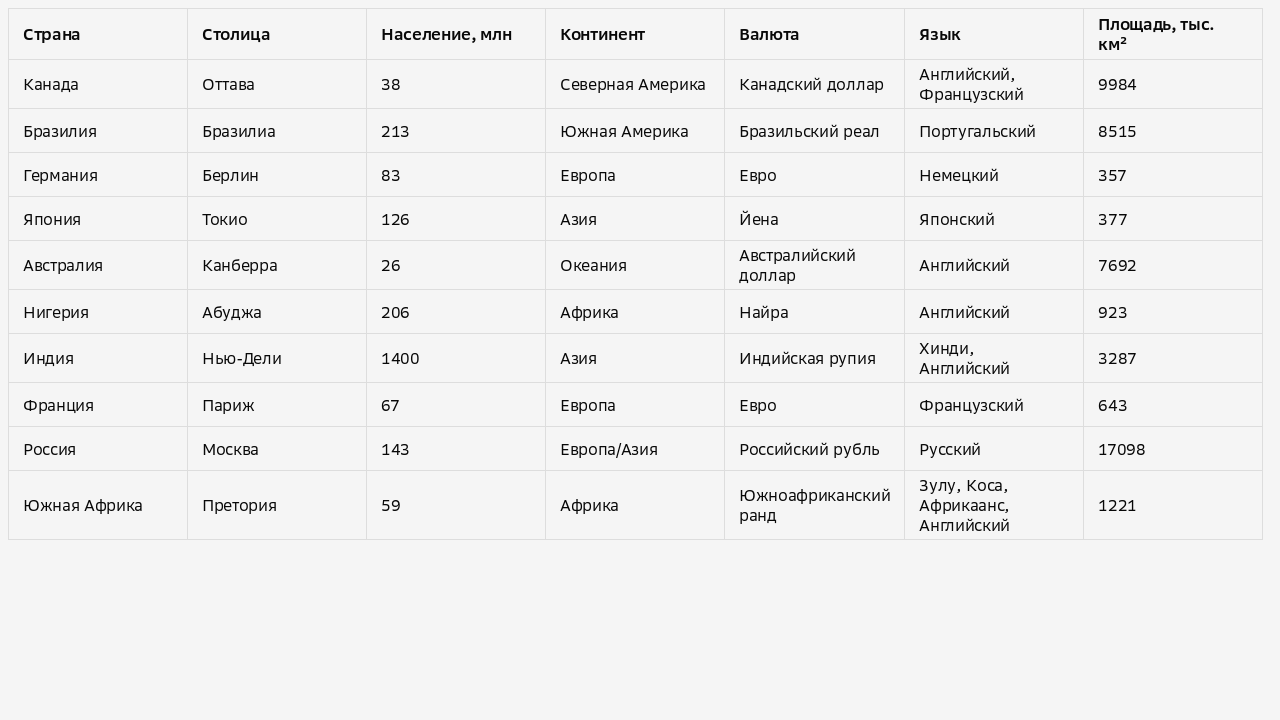 Страна Столица Население, млн Континент Валюта Язык Площадь, тыс. км²
Канада Оттава 38 Северная Америка Канадский доллар Английский, Французский 9984
Бразилия Бразилиа 213 Южная Америка Бразильский реал Португальский 8515
Германия Берлин 83 Европа Евро Немецкий 357
Япония Токио 126 Азия Йена Японский 377
Австралия Канберра 26 Океания Австралийский доллар Английский 7692
Нигерия Абуджа 206 Африка Найра Английский 923
Индия Нью-Дели 1400 Азия Индийская рупия Хинди, Английский 3287
Франция Париж 67 Европа Евро Французский 643
Россия Москва 143 Европа/Азия Российский рубль Русский 17098
Южная Африка Претория 59 Африка Южноафриканский ранд Зулу, Коса, Африкаанс, Английский 1221